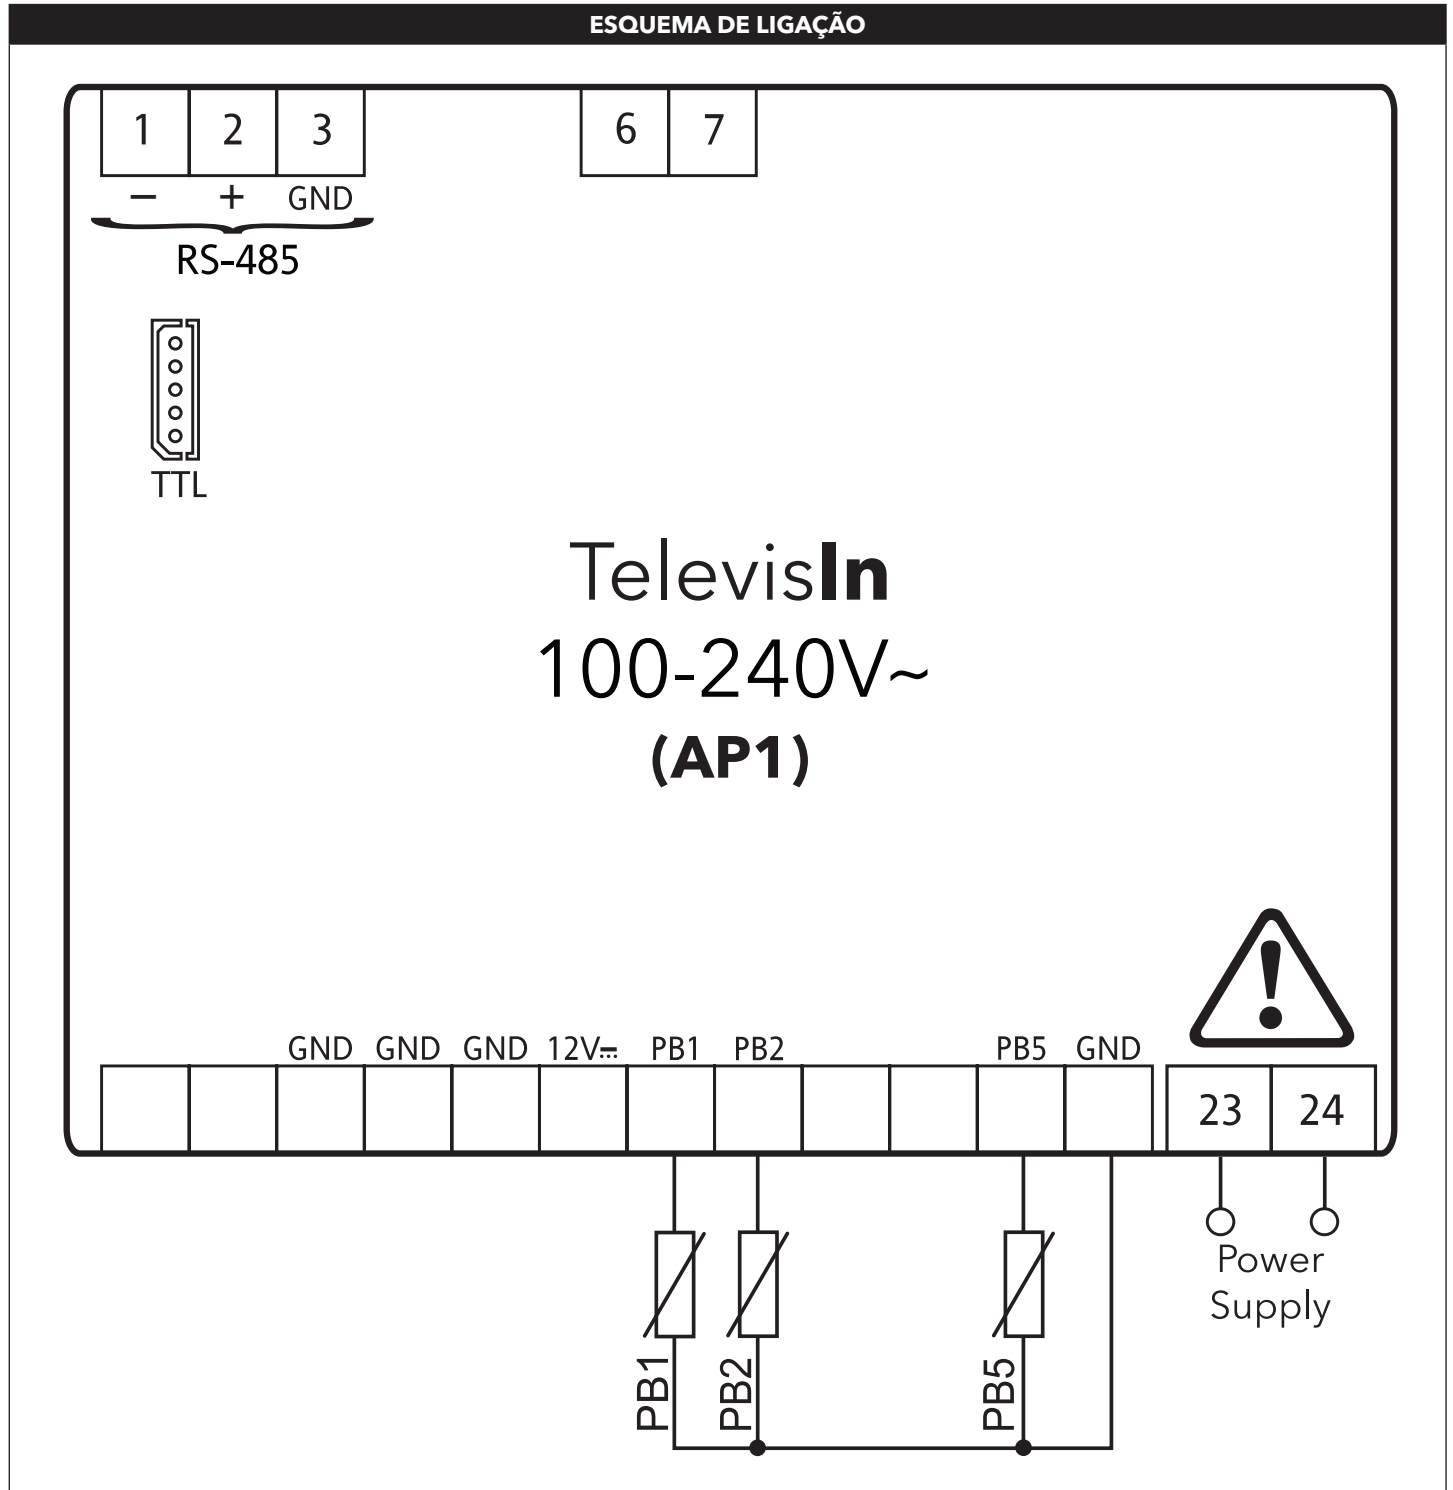 ESQUEMA DE LIGAÇÃO
1 2 3 6 7
− + GND
RS-485
TTL
TelevisIn
100-240V~
(AP1)
GND GND GND 12V⎓ PB1 PB2 PB5 GND
23 24
Power
Supply
PB1 PB2 PB5